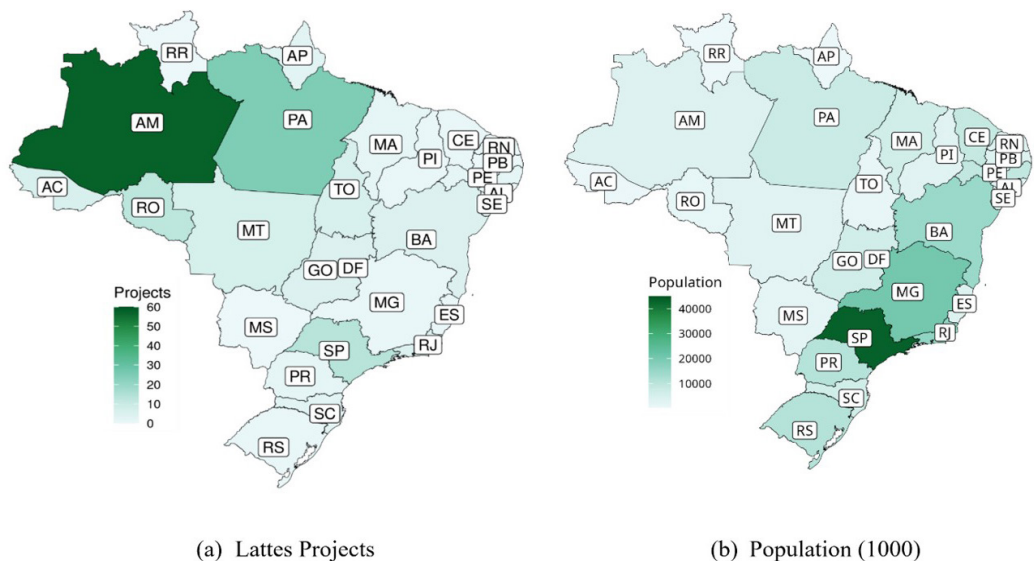 RR
AP
AM
PA
MA
CE
RN
PI
PB
PE
AL
SE
AC
TO
RO
MT
BA
GO
DF
MG
ES
MS
SP
RJ
PR
SC
RS
Projects
60
50
40
30
20
10
0
(a) Lattes Projects
RR
AP
AM
PA
MA
CE
RN
PI
PB
PE
AL
SE
AC
TO
RO
MT
BA
GO
DF
MG
ES
MS
SP
RJ
PR
SC
RS
Population
40000
30000
20000
10000
(b) Population (1000)